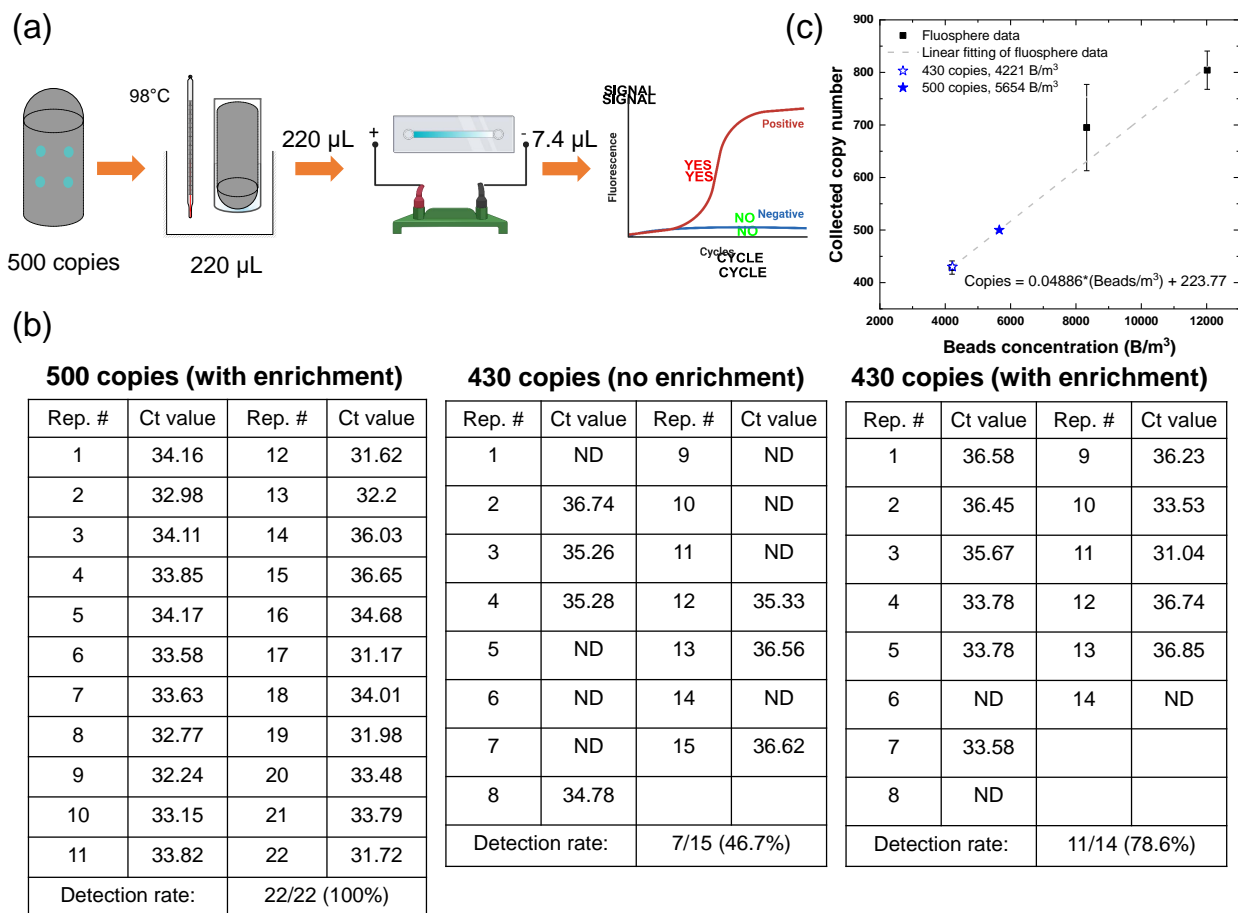 (a)
98°C
500 copies
220 µL
220 µL
+
-
7.4 µL
SIGNAL
SIGNAL
Fluorescence
Positive
YES
YES
Negative
NO
NO
Cycles
CYCLE
CYCLE
(c)
Collected copy number
900
800
700
600
500
400
Fluosphere data
Linear fitting of fluosphere data
430 copies, 4221 B/m³
500 copies, 5654 B/m³
Copies = 0.04886*(Beads/m³) + 223.77
2000 4000 6000 8000 10000 12000
Beads concentration (B/m³)
(b)
500 copies (with enrichment)
Rep. # Ct value Rep. # Ct value
1 34.16 12 31.62
2 32.98 13 32.2
3 34.11 14 36.03
4 33.85 15 36.65
5 34.17 16 34.68
6 33.58 17 31.17
7 33.63 18 34.01
8 32.77 19 31.98
9 32.24 20 33.48
10 33.15 21 33.79
11 33.82 22 31.72
Detection rate: 22/22 (100%)
430 copies (no enrichment)
Rep. # Ct value Rep. # Ct value
1 ND 9 ND
2 36.74 10 ND
3 35.26 11 ND
4 35.28 12 35.33
5 ND 13 36.56
6 ND 14 ND
7 ND 15 36.62
8 34.78
Detection rate: 7/15 (46.7%)
430 copies (with enrichment)
Rep. # Ct value Rep. # Ct value
1 36.58 9 36.23
2 36.45 10 33.53
3 35.67 11 31.04
4 33.78 12 36.74
5 33.78 13 36.85
6 ND 14 ND
7 33.58
8 ND
Detection rate: 11/14 (78.6%)